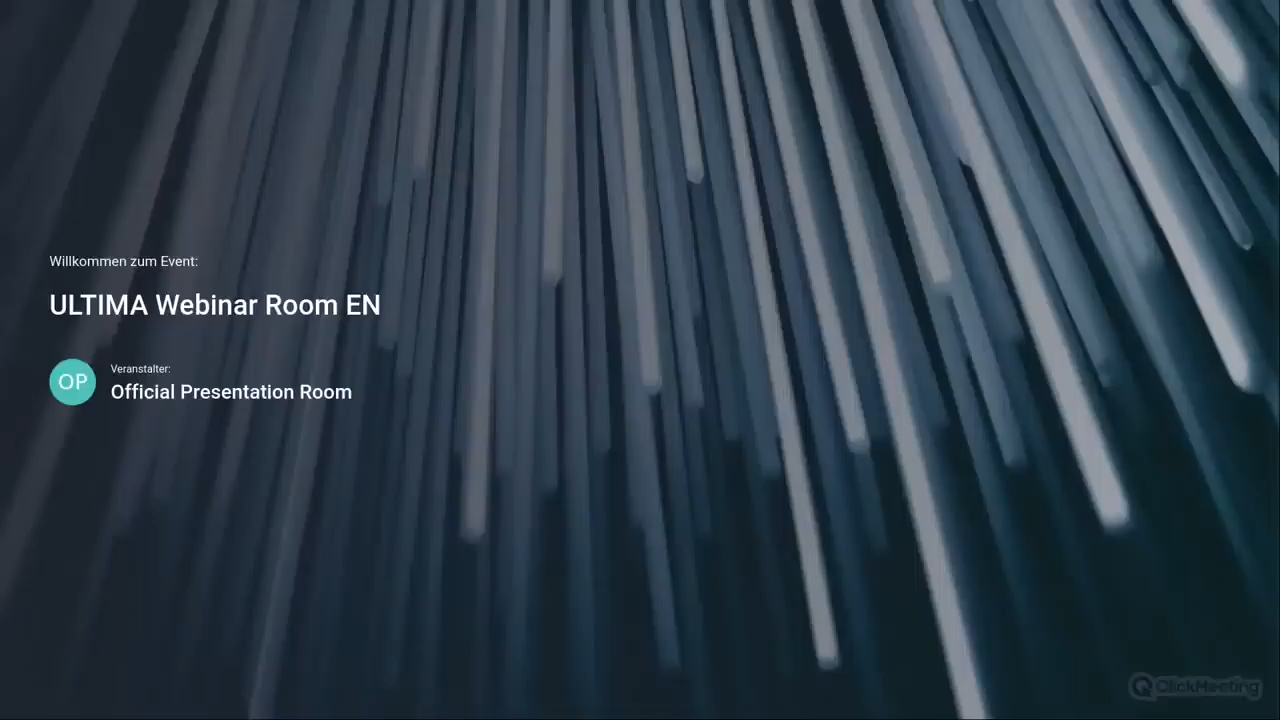 Willkommen zum Event:
ULTIMA Webinar Room EN
OP
Veranstalter:
Official Presentation Room
ClickMeeting